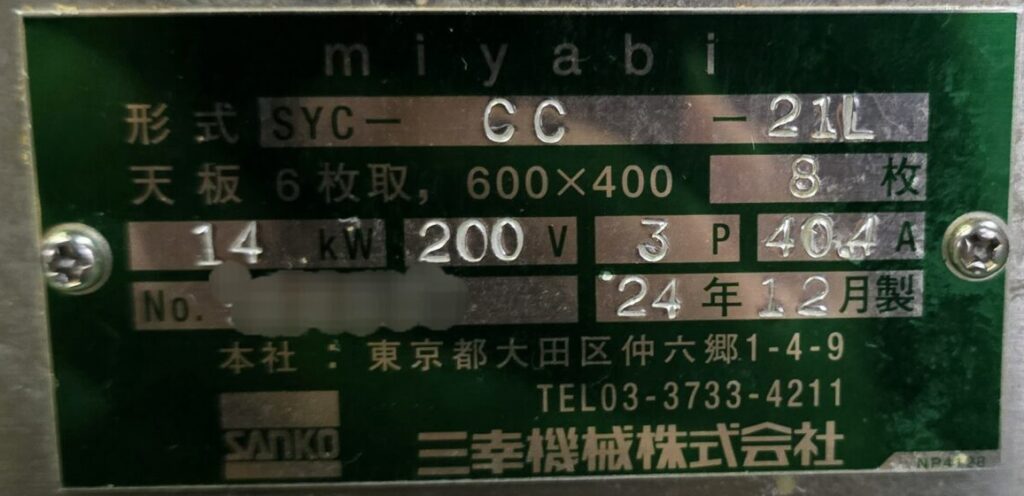 miyabi
形式 SYC－ CC －21L
天板 6枚取，600×400 8枚
14 kW 200 V 3 P 40.4 A
No. 24年12月製
本社：東京都大田区仲六郷1-4-9
TEL03-3733-4211
SANKO 三幸機械株式会社
NP4128